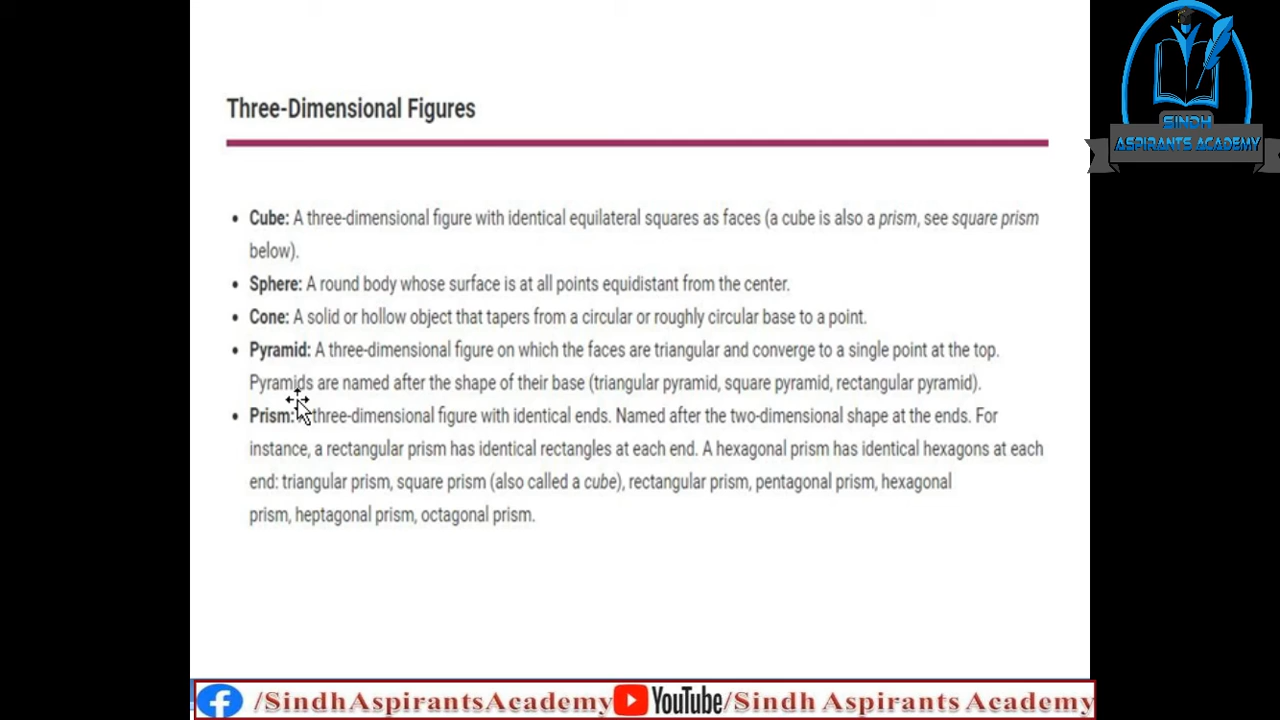 SINDH
ASPIRANTS ACADEMY
Three-Dimensional Figures
• Cube: A three-dimensional figure with identical equilateral squares as faces (a cube is also a prism, see square prism
below).
• Sphere: A round body whose surface is at all points equidistant from the center.
• Cone: A solid or hollow object that tapers from a circular or roughly circular base to a point.
• Pyramid: A three-dimensional figure on which the faces are triangular and converge to a single point at the top.
Pyramids are named after the shape of their base (triangular pyramid, square pyramid, rectangular pyramid).
• Prism: three-dimensional figure with identical ends. Named after the two-dimensional shape at the ends. For
instance, a rectangular prism has identical rectangles at each end. A hexagonal prism has identical hexagons at each
end: triangular prism, square prism (also called a cube), rectangular prism, pentagonal prism, hexagonal
prism, heptagonal prism, octagonal prism.
/SindhAspirantsAcademy YouTube/Sindh Aspirants Academy